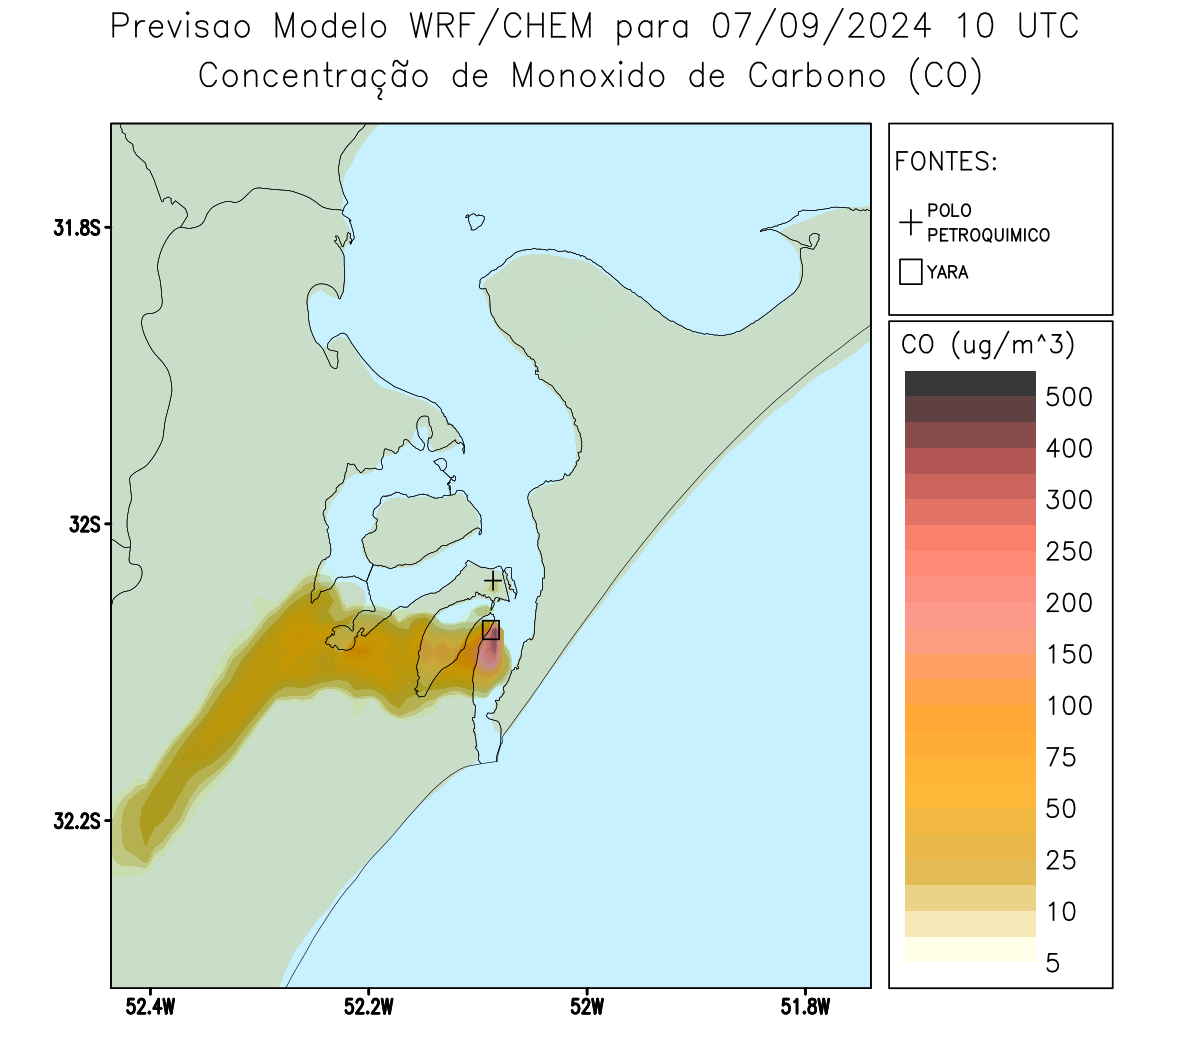 Previsao Modelo WRF/CHEM para 07/09/2024 10 UTC
Concentração de Monoxido de Carbono (CO)
FONTES:
POLO
PETROQUIMICO
YARA
CO (ug/m^3)
500
400
300
250
200
150
100
75
50
25
10
5
31.8S
32S
32.2S
52.4W
52.2W
52W
51.8W